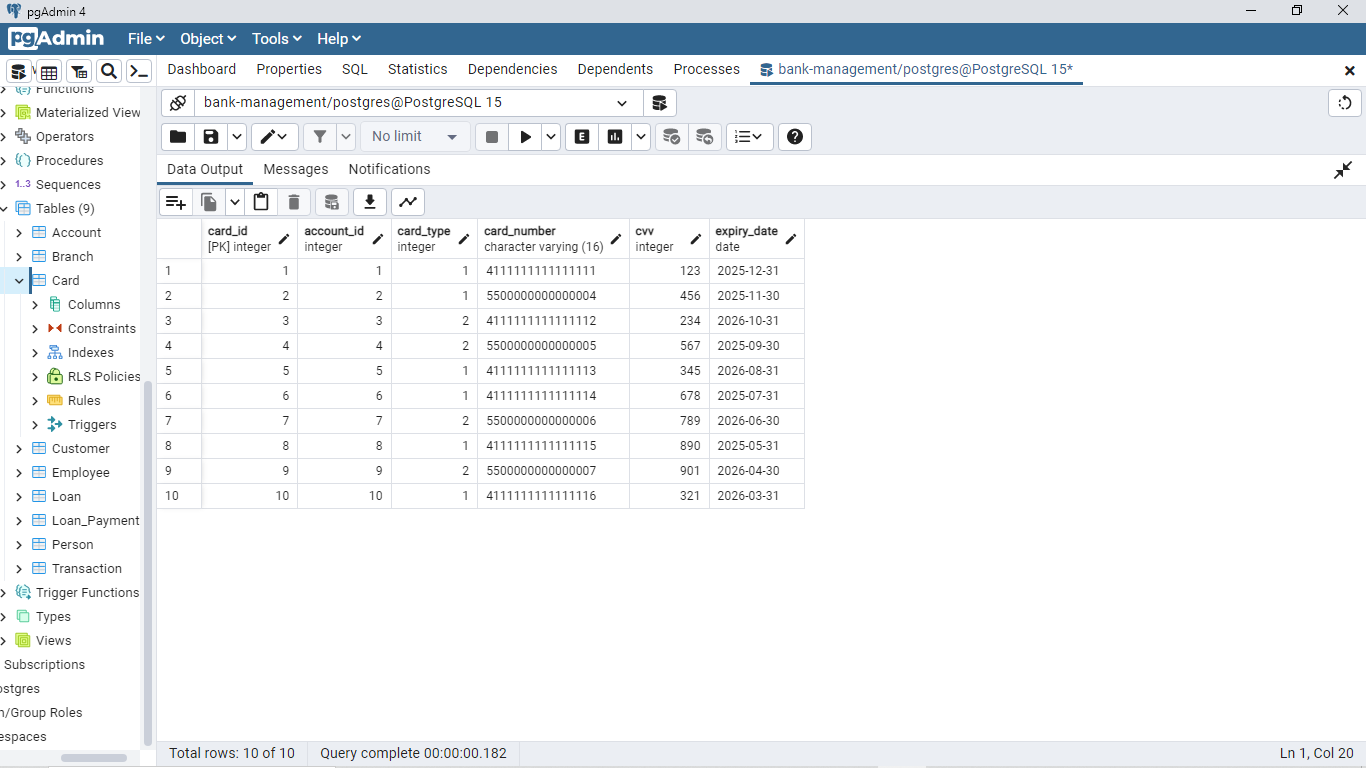 pgAdmin 4
pgAdmin File Object Tools Help
Dashboard Properties SQL Statistics Dependencies Dependents Processes bank-management/postgres@PostgreSQL 15*
Functions
Materialized View
Operators
Procedures
1..3 Sequences
Tables (9)
Account
Branch
Card
Columns
Constraints
Indexes
RLS Policies
Rules
Triggers
Customer
Employee
Loan
Loan_Payment
Person
Transaction
Trigger Functions
Types
Views
Subscriptions
ostgres
n/Group Roles
espaces
bank-management/postgres@PostgreSQL 15
No limit E
Data Output Messages Notifications
card_id account_id card_type card_number cvv expiry_date
[PK] integer integer integer character varying (16) integer date
1 1 1 1 4111111111111111 123 2025-12-31
2 2 2 1 5500000000000004 456 2025-11-30
3 3 3 2 4111111111111112 234 2026-10-31
4 4 4 2 5500000000000005 567 2025-09-30
5 5 5 1 4111111111111113 345 2026-08-31
6 6 6 1 4111111111111114 678 2025-07-31
7 7 7 2 5500000000000006 789 2026-06-30
8 8 8 1 4111111111111115 890 2025-05-31
9 9 9 2 5500000000000007 901 2026-04-30
10 10 10 1 4111111111111116 321 2026-03-31
Total rows: 10 of 10 Query complete 00:00:00.182 Ln 1, Col 20